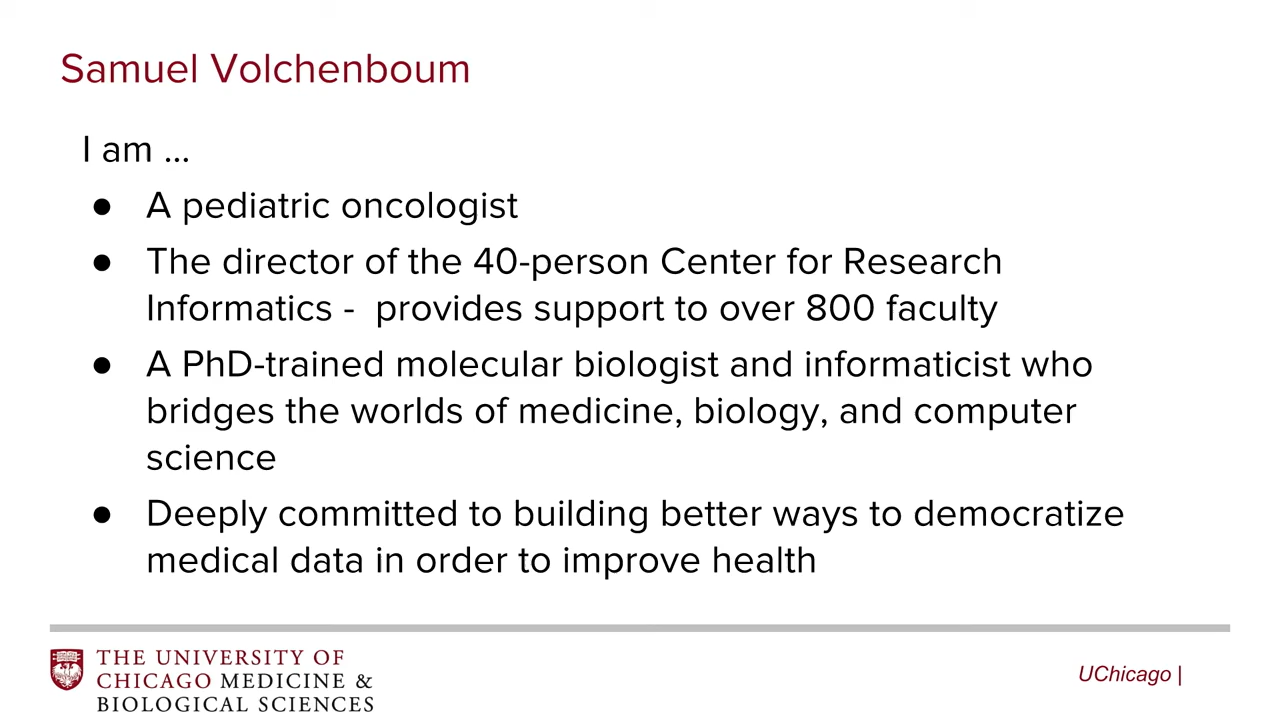 Samuel Volchenboum
I am ...
● A pediatric oncologist
● The director of the 40-person Center for Research
Informatics -  provides support to over 800 faculty
● A PhD-trained molecular biologist and informaticist who
bridges the worlds of medicine, biology, and computer
science
● Deeply committed to building better ways to democratize
medical data in order to improve health
THE UNIVERSITY OF
CHICAGO MEDICINE &
BIOLOGICAL SCIENCES
UChicago |